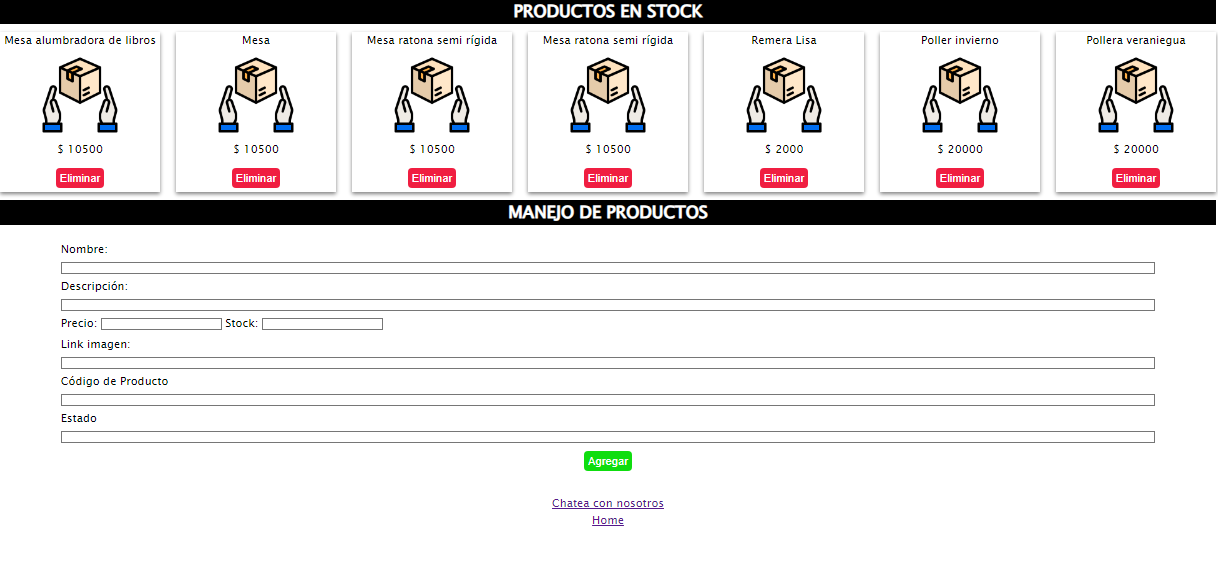 PRODUCTOS EN STOCK
Mesa alumbradora de libros Mesa Mesa ratona semi rígida Mesa ratona semi rígida Remera Lisa Poller invierno Pollera veraniegua
$ 10500 $ 10500 $ 10500 $ 10500 $ 2000 $ 20000 $ 20000
Eliminar Eliminar Eliminar Eliminar Eliminar Eliminar Eliminar
MANEJO DE PRODUCTOS
Nombre:
Descripción:
Precio: Stock:
Link imagen:
Código de Producto
Estado
Agregar
Chatea con nosotros
Home